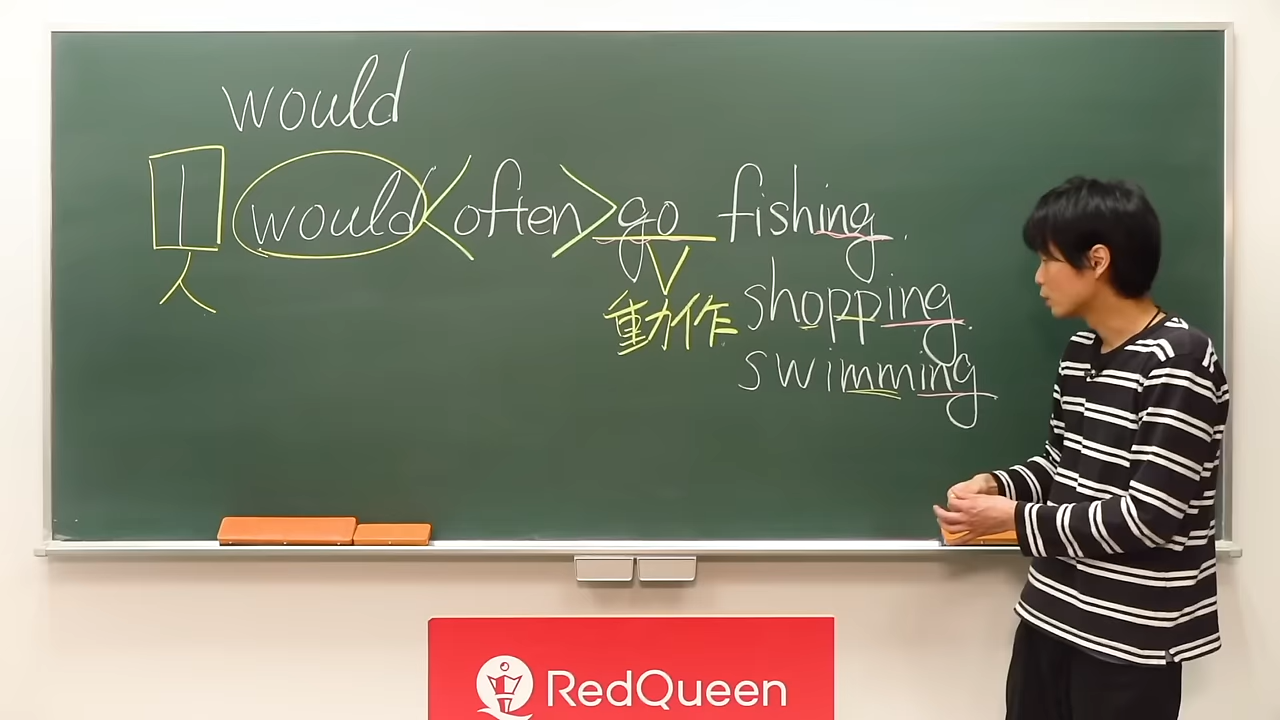 would
I would <often> go fishing.
人
V
動作
shopping.
swimming
RedQueen